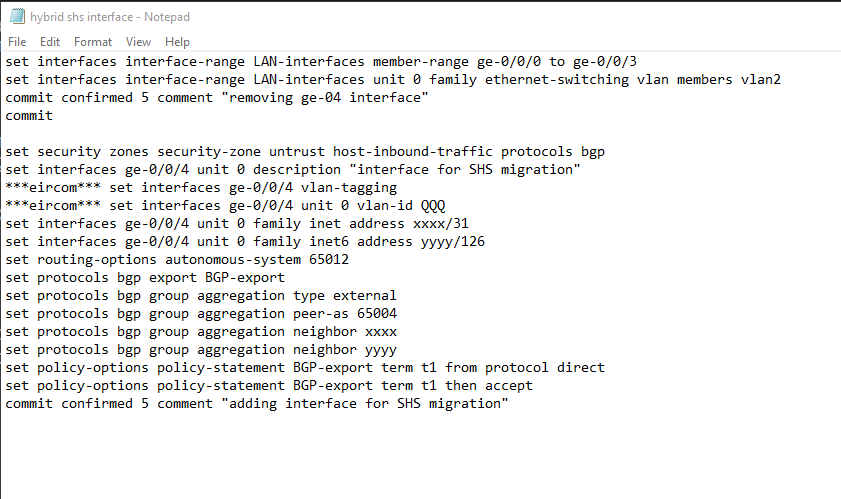 hybrid shs interface - Notepad
File Edit Format View Help
set interfaces interface-range LAN-interfaces member-range ge-0/0/0 to ge-0/0/3
set interfaces interface-range LAN-interfaces unit 0 family ethernet-switching vlan members vlan2
commit confirmed 5 comment "removing ge-04 interface"
commit
set security zones security-zone untrust host-inbound-traffic protocols bgp
set interfaces ge-0/0/4 unit 0 description "interface for SHS migration"
***eircom*** set interfaces ge-0/0/4 vlan-tagging
***eircom*** set interfaces ge-0/0/4 unit 0 vlan-id QQQ
set interfaces ge-0/0/4 unit 0 family inet address xxxx/31
set interfaces ge-0/0/4 unit 0 family inet6 address yyyy/126
set routing-options autonomous-system 65012
set protocols bgp export BGP-export
set protocols bgp group aggregation type external
set protocols bgp group aggregation peer-as 65004
set protocols bgp group aggregation neighbor xxxx
set protocols bgp group aggregation neighbor yyyy
set policy-options policy-statement BGP-export term t1 from protocol direct
set policy-options policy-statement BGP-export term t1 then accept
commit confirmed 5 comment "adding interface for SHS migration"